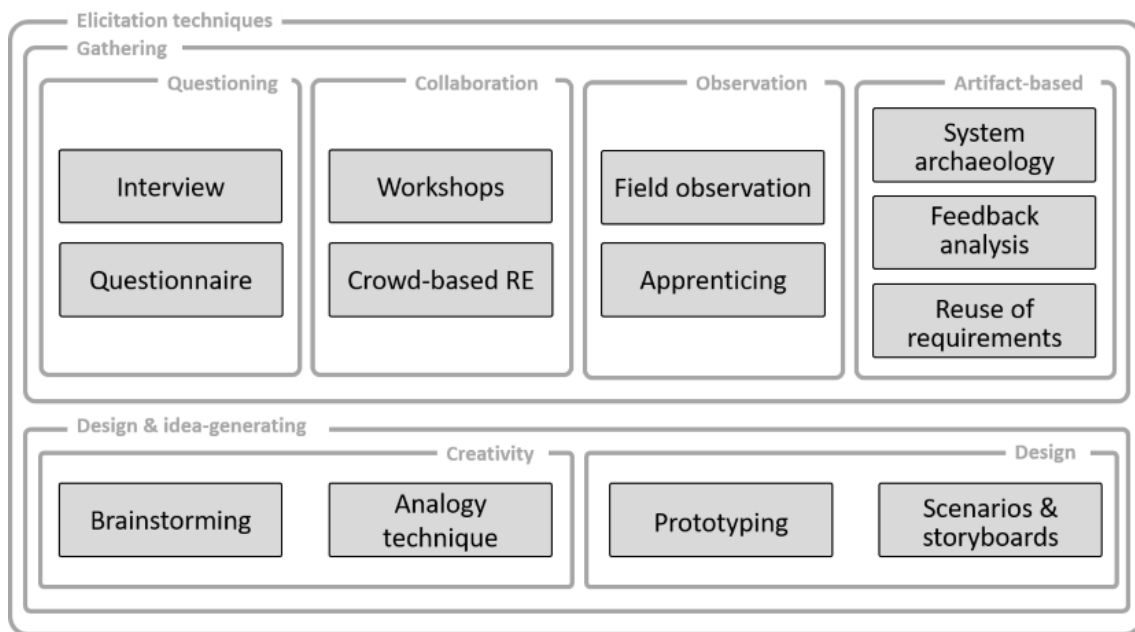 Elicitation techniques
Gathering
Questioning
Collaboration
Observation
Artifact-based
Interview
Questionnaire
Workshops
Crowd-based RE
Field observation
Apprenticing
System
archaeology
Feedback
analysis
Reuse of
requirements
Design & idea-generating
Creativity
Design
Brainstorming
Analogy
technique
Prototyping
Scenarios &
storyboards